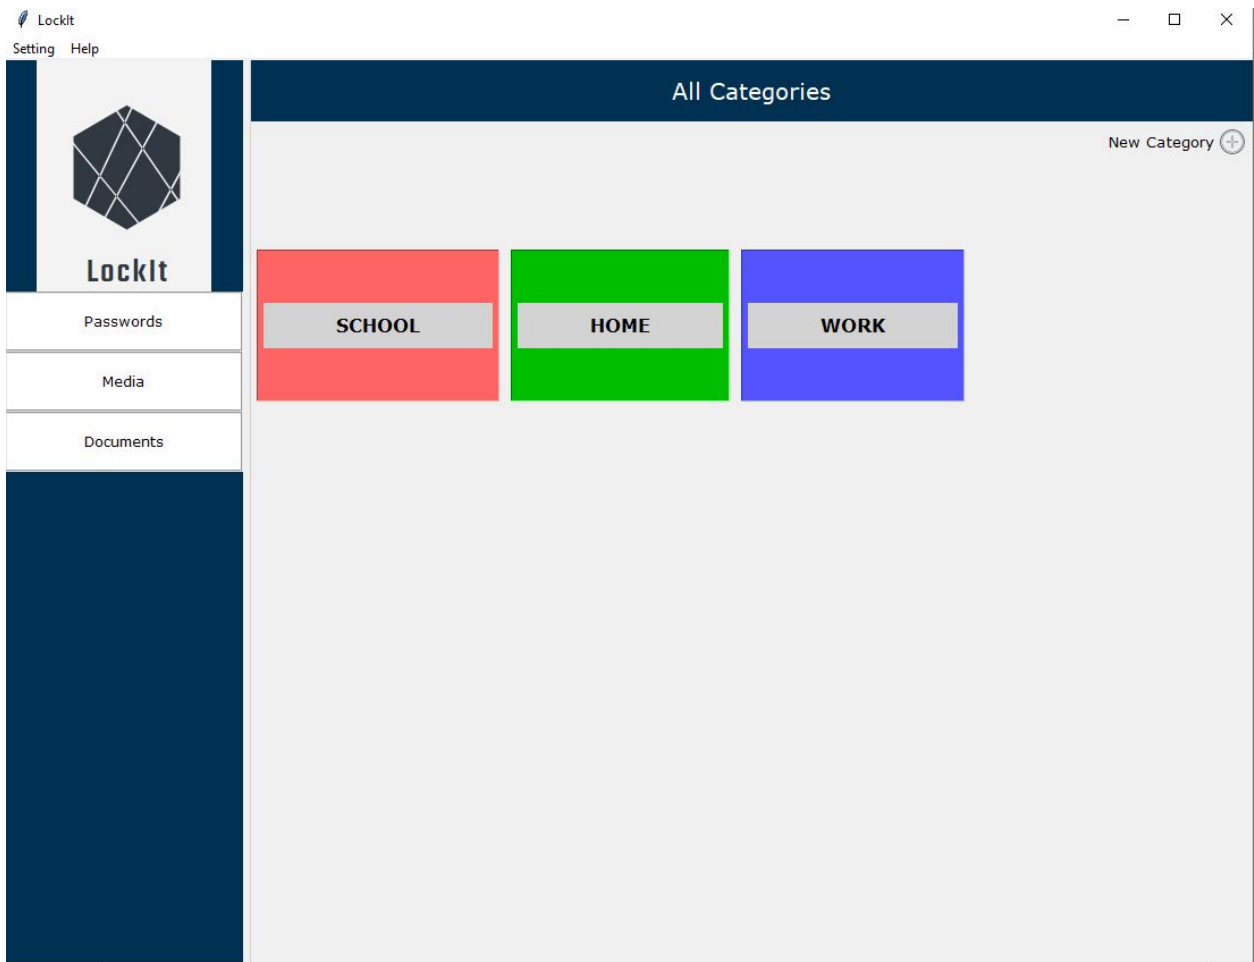 LockIt
Setting Help
LockIt
Passwords
Media
Documents
All Categories
New Category
SCHOOL
HOME
WORK